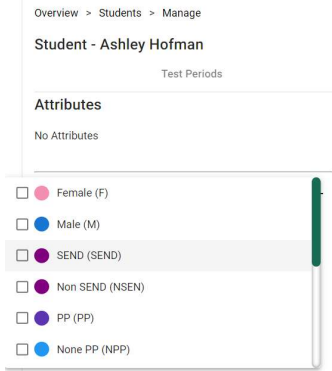 Overview > Students > Manage
Student - Ashley Hofman
Test Periods
Attributes
No Attributes
Female (F)
Male (M)
SEND (SEND)
Non SEND (NSEN)
PP (PP)
None PP (NPP)